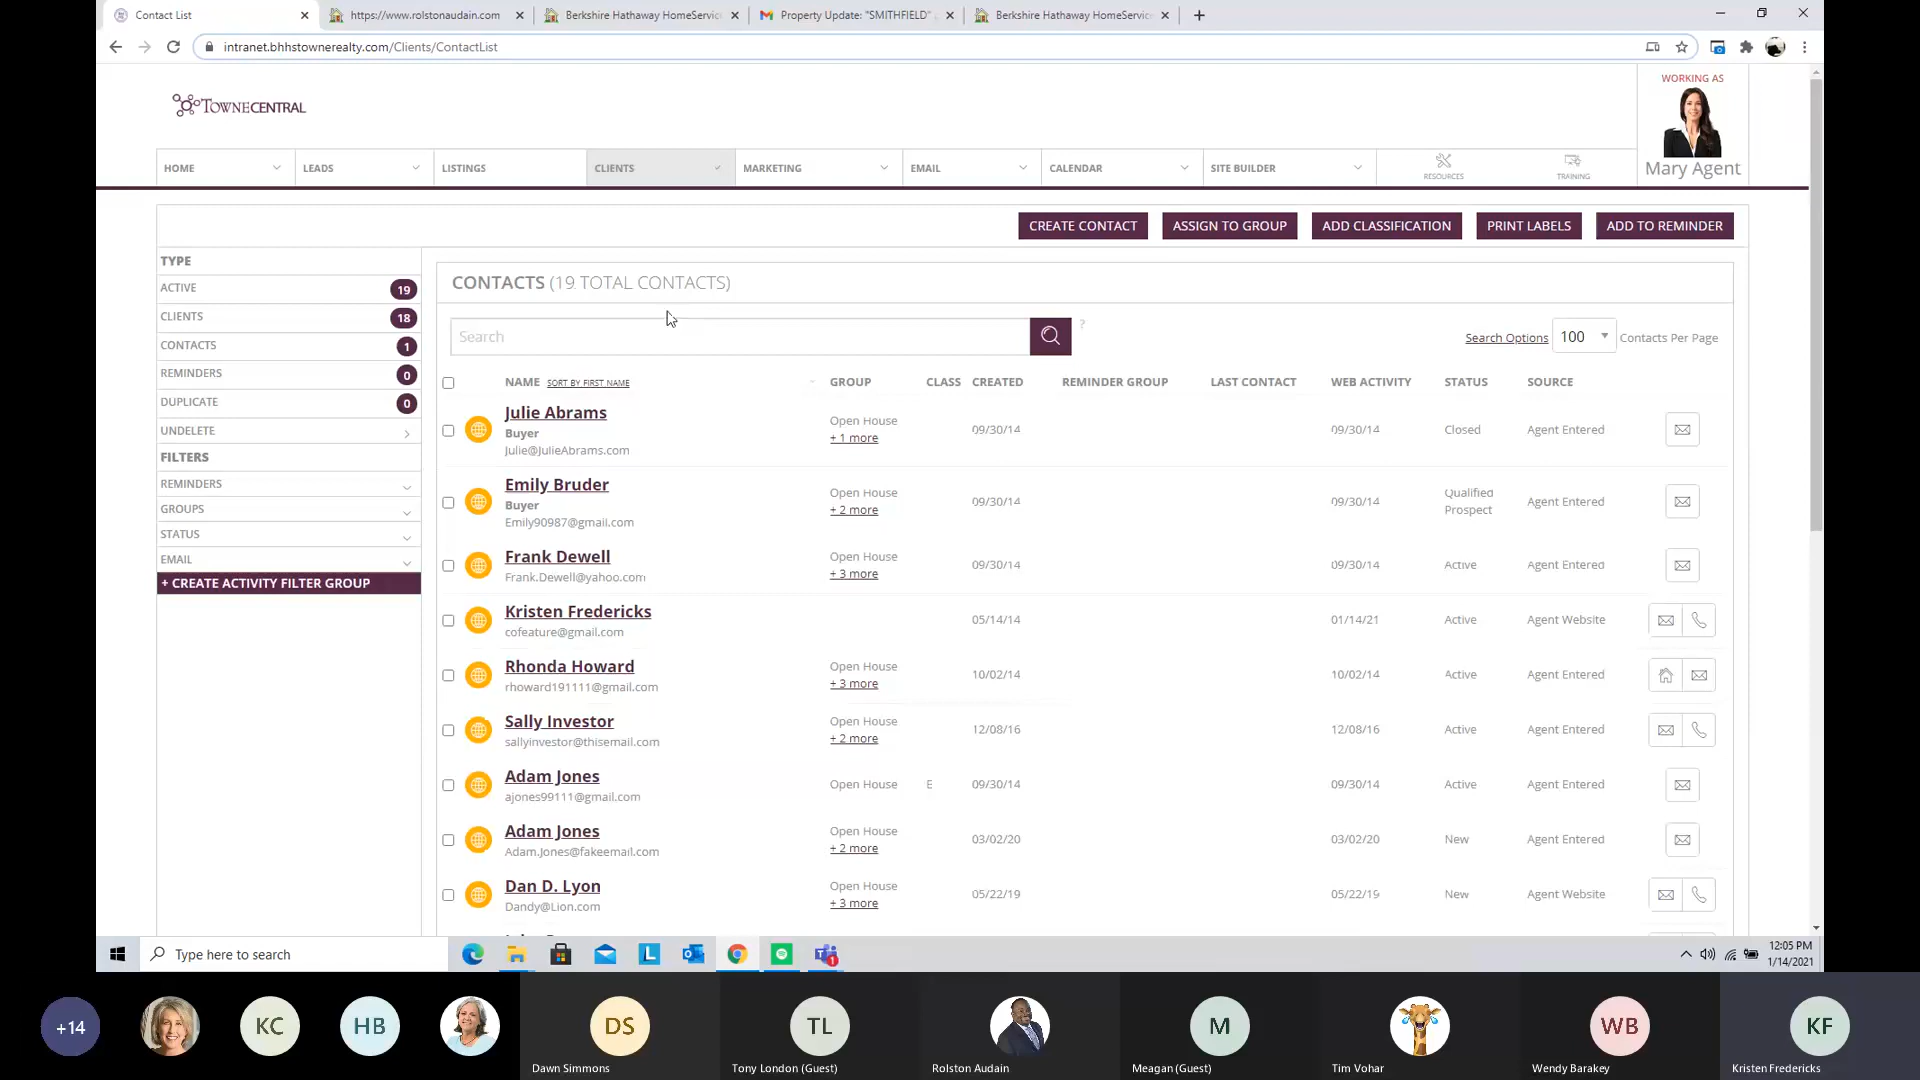 Contact List
https://www.rolstonaudain.com
Berkshire Hathaway HomeServic
Property Update: "SMITHFIELD"
Berkshire Hathaway HomeService
intranet.bhhstownerealty.com/Clients/ContactList
WORKING AS
TOWNECENTRAL
Mary Agent
HOME
LEADS
LISTINGS
CLIENTS
MARKETING
EMAIL
CALENDAR
SITE BUILDER
RESOURCES
TRAINING
CREATE CONTACT
ASSIGN TO GROUP
ADD CLASSIFICATION
PRINT LABELS
ADD TO REMINDER
TYPE
ACTIVE 19
CLIENTS 18
CONTACTS 1
REMINDERS 0
DUPLICATE 0
UNDELETE
FILTERS
REMINDERS
GROUPS
STATUS
EMAIL
+ CREATE ACTIVITY FILTER GROUP
CONTACTS (19 TOTAL CONTACTS)
Search
?
Search Options 100 Contacts Per Page
NAME SORT BY FIRST NAME GROUP CLASS CREATED REMINDER GROUP LAST CONTACT WEB ACTIVITY STATUS SOURCE
Julie Abrams
Buyer
Julie@JulieAbrams.com
Open House
+ 1 more
09/30/14 09/30/14 Closed Agent Entered
Emily Bruder
Buyer
Emily90987@gmail.com
Open House
+ 2 more
09/30/14 09/30/14 Qualified Prospect Agent Entered
Frank Dewell
Frank.Dewell@yahoo.com
Open House
+ 3 more
09/30/14 09/30/14 Active Agent Entered
Kristen Fredericks
cofeature@gmail.com
05/14/14 01/14/21 Active Agent Website
Rhonda Howard
rhoward191111@gmail.com
Open House
+ 3 more
10/02/14 10/02/14 Active Agent Entered
Sally Investor
sallyinvestor@thisemail.com
Open House
+ 2 more
12/08/16 12/08/16 Active Agent Entered
Adam Jones
ajones99111@gmail.com
Open House E 09/30/14 09/30/14 Active Agent Entered
Adam Jones
Adam.Jones@fakeemail.com
Open House
+ 2 more
03/02/20 03/02/20 New Agent Entered
Dan D. Lyon
Dandy@Lion.com
Open House
+ 3 more
05/22/19 05/22/19 New Agent Website
Type here to search
L
1
12:05 PM
1/14/2021
+14
KC
HB
DS
TL
M
WB
KF
Dawn Simmons
Tony London (Guest)
Rolston Audain
Meagan (Guest)
Tim Vohar
Wendy Barakey
Kristen Fredericks